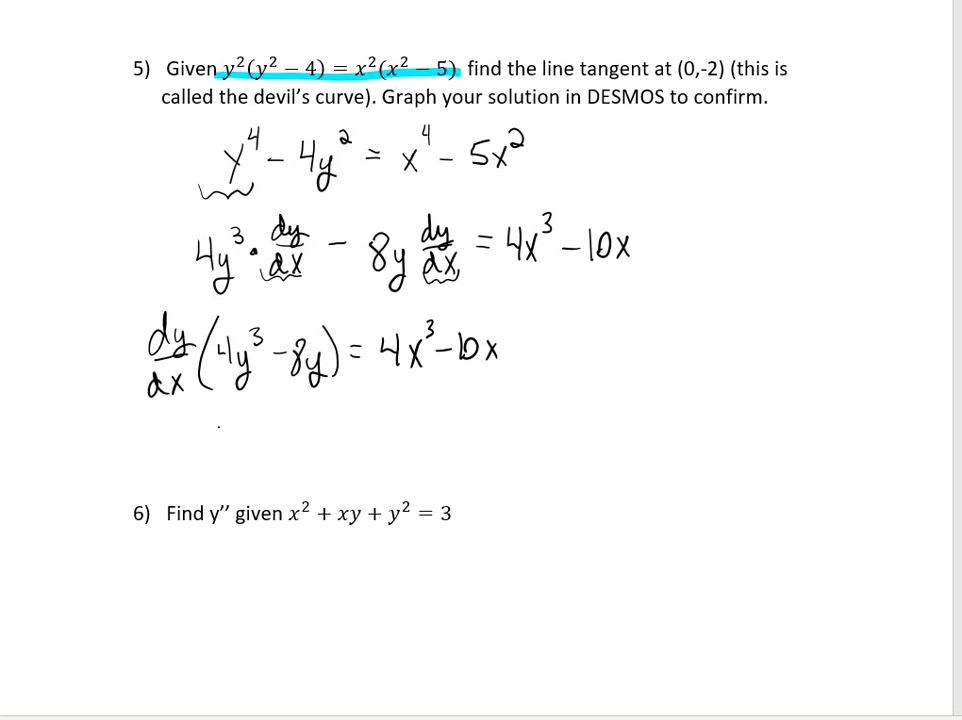 5) Given y²(y² – 4) = x²(x² – 5) find the line tangent at (0,-2) (this is
called the devil's curve). Graph your solution in DESMOS to confirm.
y⁴ - 4y² = x⁴ - 5x²
4y³ · dy/dx - 8y dy/dx = 4x³ - 10x
dy/dx (4y³ - 8y) = 4x³ - 10x
6) Find y'' given x² + xy + y² = 3